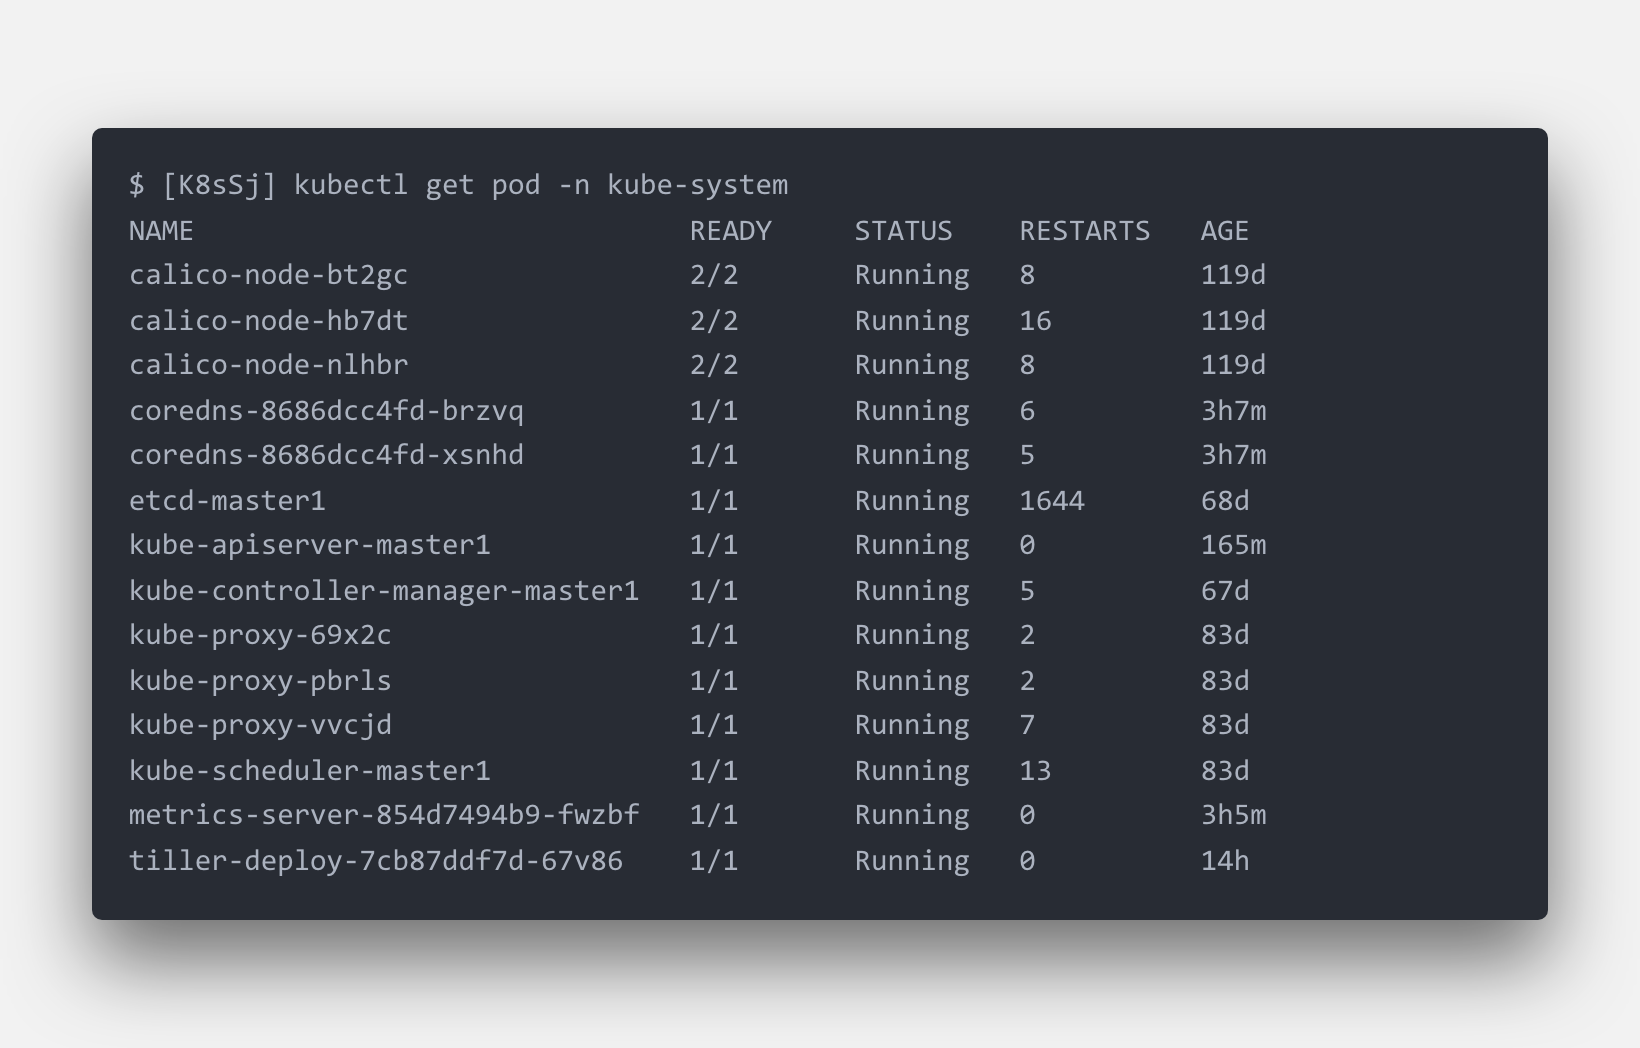 $ [K8sSj] kubectl get pod -n kube-system
NAME                              READY     STATUS    RESTARTS   AGE
calico-node-bt2gc                 2/2       Running   8          119d
calico-node-hb7dt                 2/2       Running   16         119d
calico-node-nlhbr                 2/2       Running   8          119d
coredns-8686dcc4fd-brzvq          1/1       Running   6          3h7m
coredns-8686dcc4fd-xsnhd          1/1       Running   5          3h7m
etcd-master1                      1/1       Running   1644       68d
kube-apiserver-master1            1/1       Running   0          165m
kube-controller-manager-master1   1/1       Running   5          67d
kube-proxy-69x2c                  1/1       Running   2          83d
kube-proxy-pbrls                  1/1       Running   2          83d
kube-proxy-vvcjd                  1/1       Running   7          83d
kube-scheduler-master1            1/1       Running   13         83d
metrics-server-854d7494b9-fwzbf   1/1       Running   0          3h5m
tiller-deploy-7cb87ddf7d-67v86    1/1       Running   0          14h